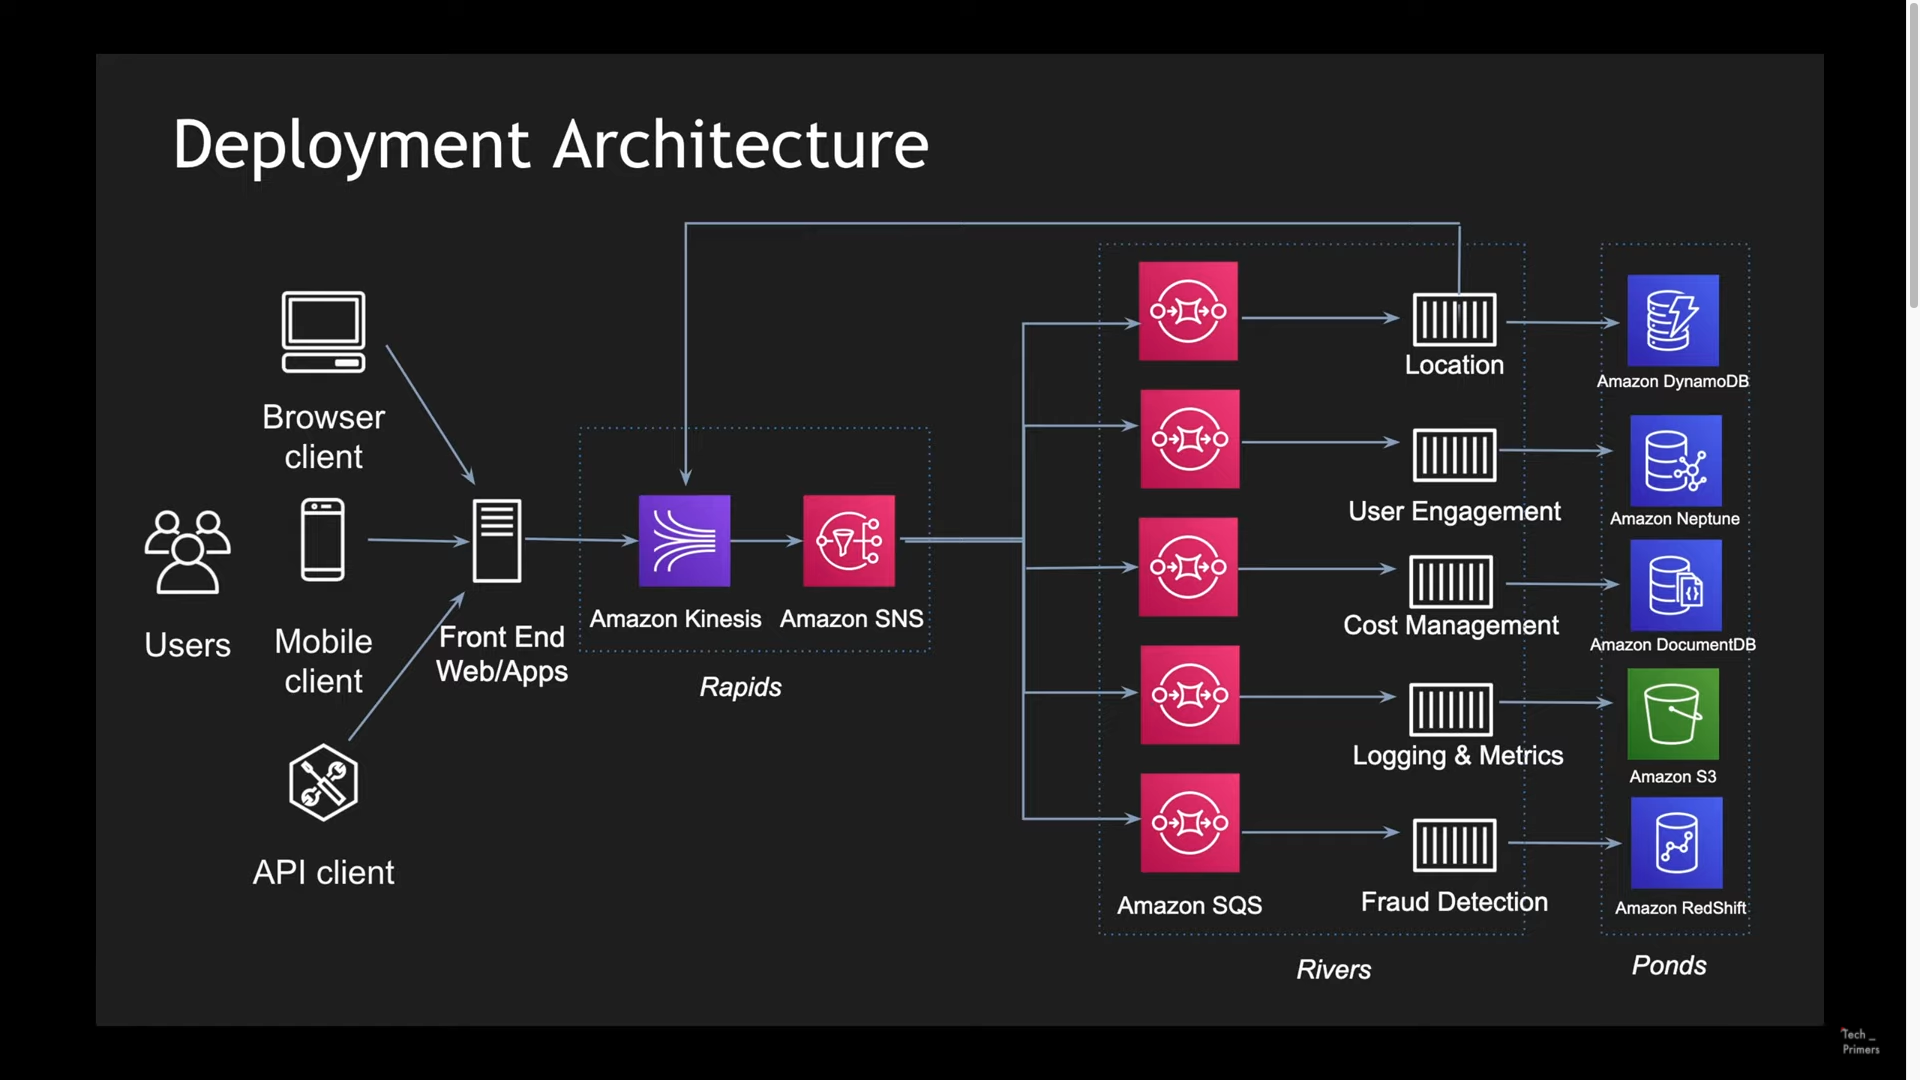 Deployment Architecture
Browser
client
Users
Mobile
client
API client
Front End
Web/Apps
Amazon Kinesis
Amazon SNS
Rapids
Amazon SQS
Location
User Engagement
Cost Management
Logging & Metrics
Fraud Detection
Rivers
Amazon DynamoDB
Amazon Neptune
Amazon DocumentDB
Amazon S3
Amazon RedShift
Ponds
Tech _
Primers